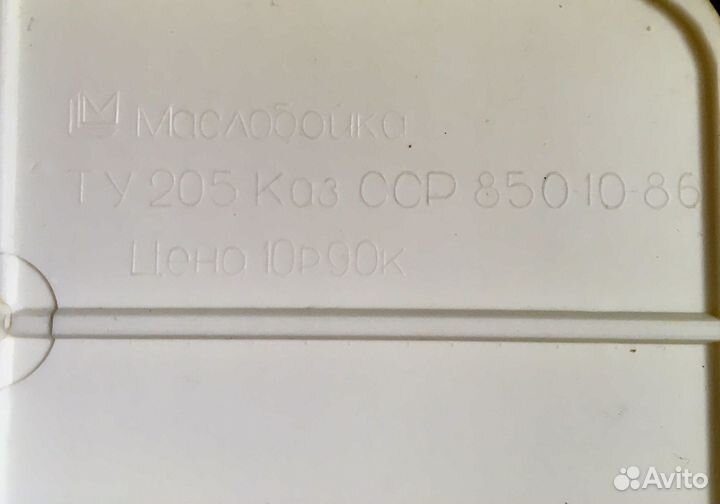 Маслобойка
ТУ 205 Каз ССР 850-10-86
Цена 10р90к
Avito